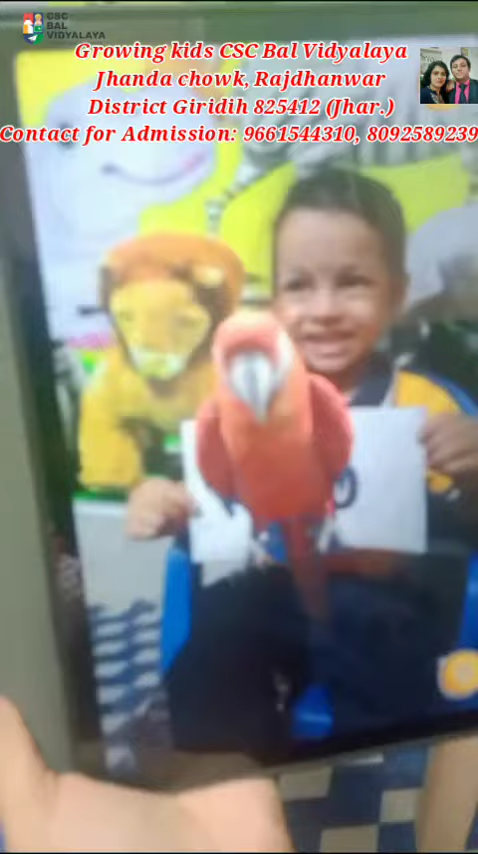 CSC
BAL
VIDYALAYA
Growing kids CSC Bal Vidyalaya
Jhanda chowk, Rajdhanwar
District Giridih 825412 (Jhar.)
Contact for Admission: 9661544310, 8092589239